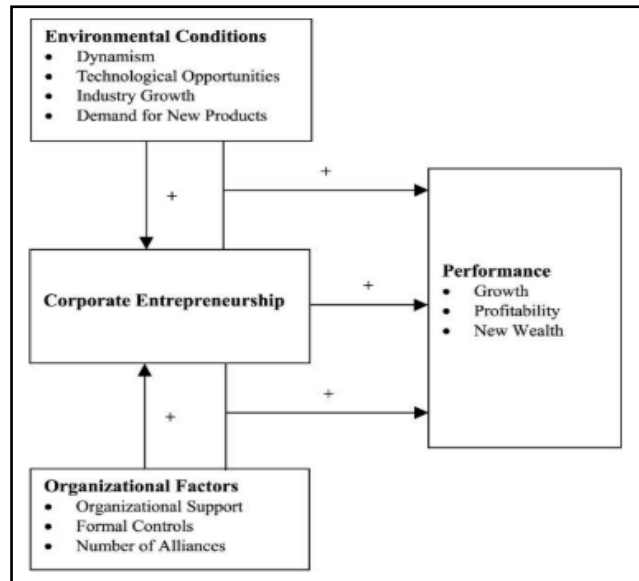 Environmental Conditions
• Dynamism
• Technological Opportunities
• Industry Growth
• Demand for New Products
+
+
Corporate Entrepreneurship
+
Performance
• Growth
• Profitability
• New Wealth
+
+
Organizational Factors
• Organizational Support
• Formal Controls
• Number of Alliances